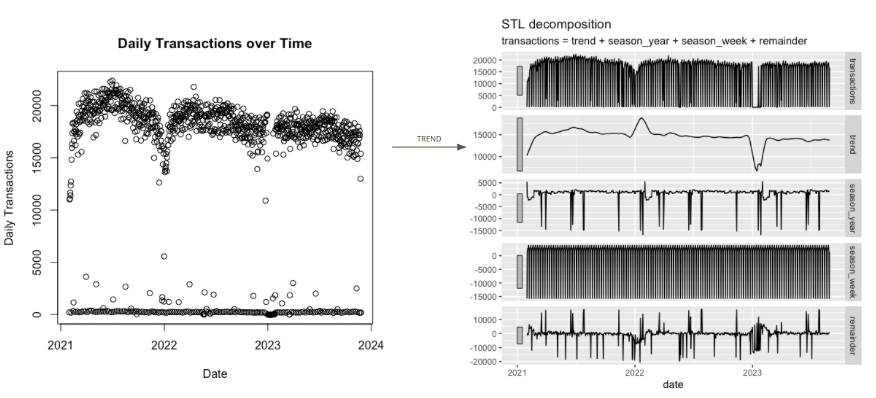 Daily Transactions over Time
Daily Transactions
20000
15000
10000
5000
0
2021
2022
2023
2024
Date
TREND
STL decomposition
transactions = trend + season_year + season_week + remainder
20000
15000
10000
5000
0
transactions
15000
10000
trend
5000
0
-5000
-10000
-15000
season_year
0
-5000
-10000
-15000
season_week
10000
0
-10000
-20000
remainder
2021
2022
2023
date